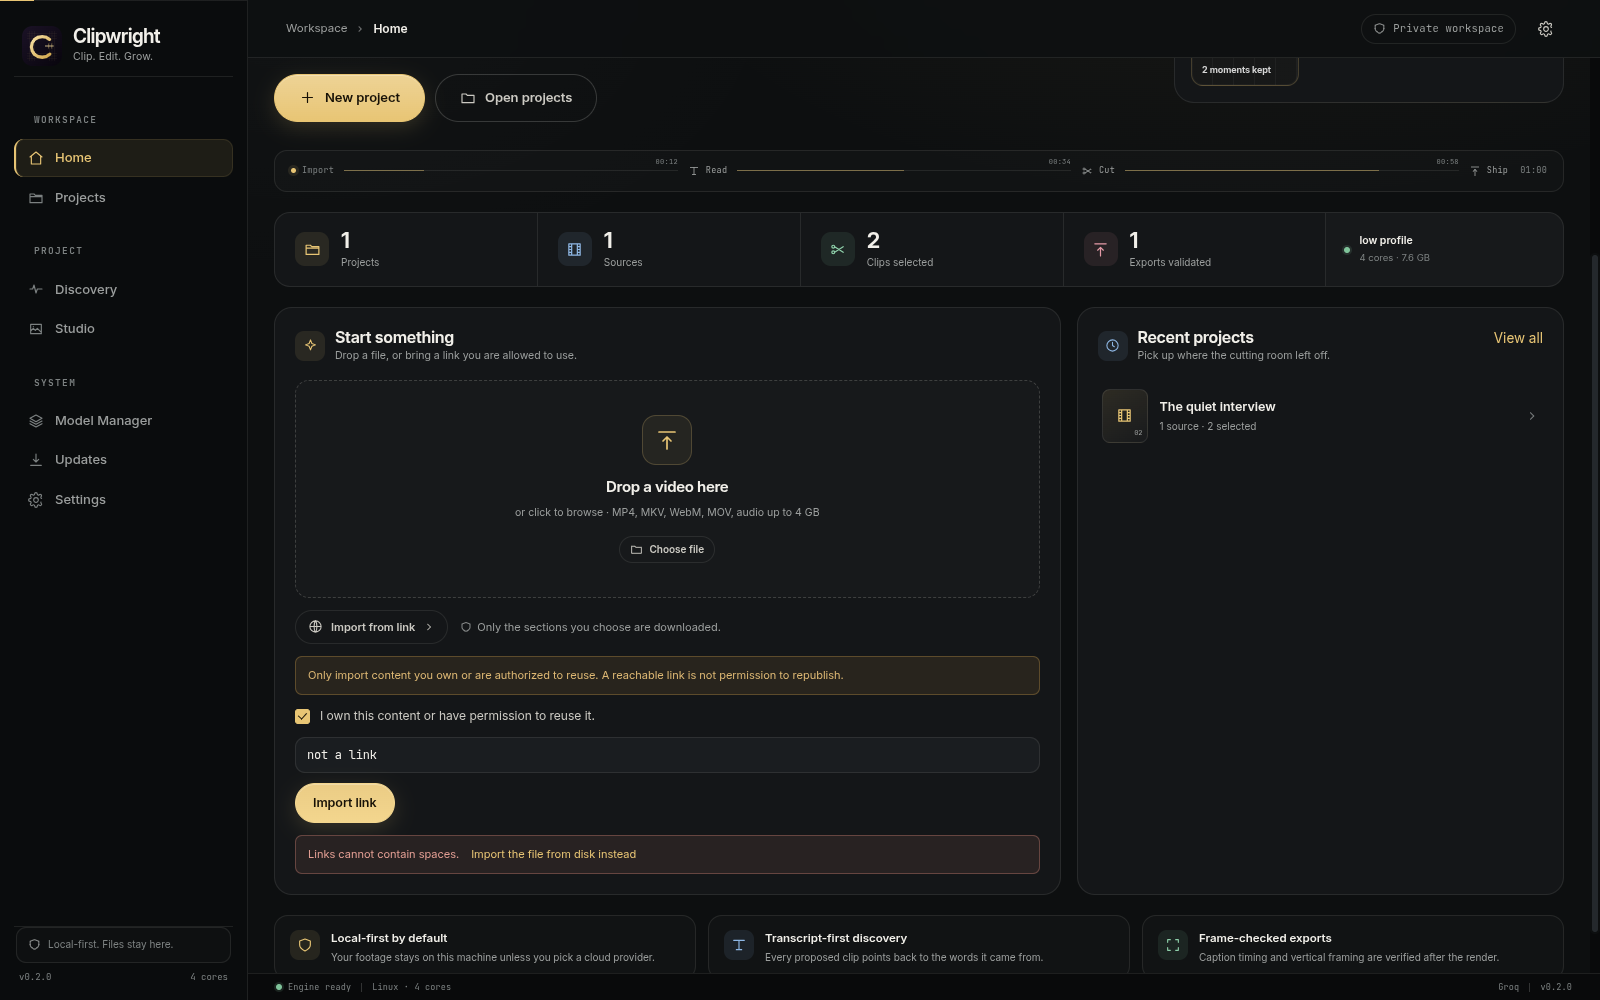 Clipwright
Clip. Edit. Grow.
WORKSPACE
Home
Projects
PROJECT
Discovery
Studio
SYSTEM
Model Manager
Updates
Settings
Local-first. Files stay here.
v0.2.0 4 cores
Workspace › Home
Private workspace
New project
Open projects
2 moments kept
Import 00:12 Read 00:34 Cut 00:58 Ship 01:00
1
Projects
1
Sources
2
Clips selected
1
Exports validated
low profile
4 cores · 7.6 GB
Start something
Drop a file, or bring a link you are allowed to use.
Drop a video here
or click to browse · MP4, MKV, WebM, MOV, audio up to 4 GB
Choose file
Import from link
Only the sections you choose are downloaded.
Only import content you own or are authorized to reuse. A reachable link is not permission to republish.
I own this content or have permission to reuse it.
not a link
Import link
Links cannot contain spaces. Import the file from disk instead
Recent projects
Pick up where the cutting room left off.
View all
02
The quiet interview
1 source · 2 selected
Local-first by default
Your footage stays on this machine unless you pick a cloud provider.
Transcript-first discovery
Every proposed clip points back to the words it came from.
Frame-checked exports
Caption timing and vertical framing are verified after the render.
Engine ready | Linux · 4 cores
Groq | v0.2.0